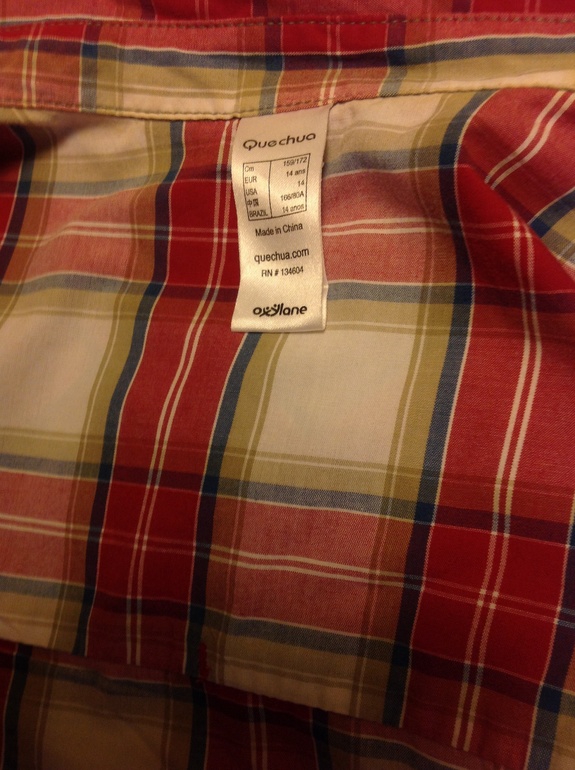 Quechua
Cm 159/172
EUR 14 ans
USA 14
中国 166/80A
BRAZIL 14 anos
Made in China
quechua.com
RN # 134604
oxylane